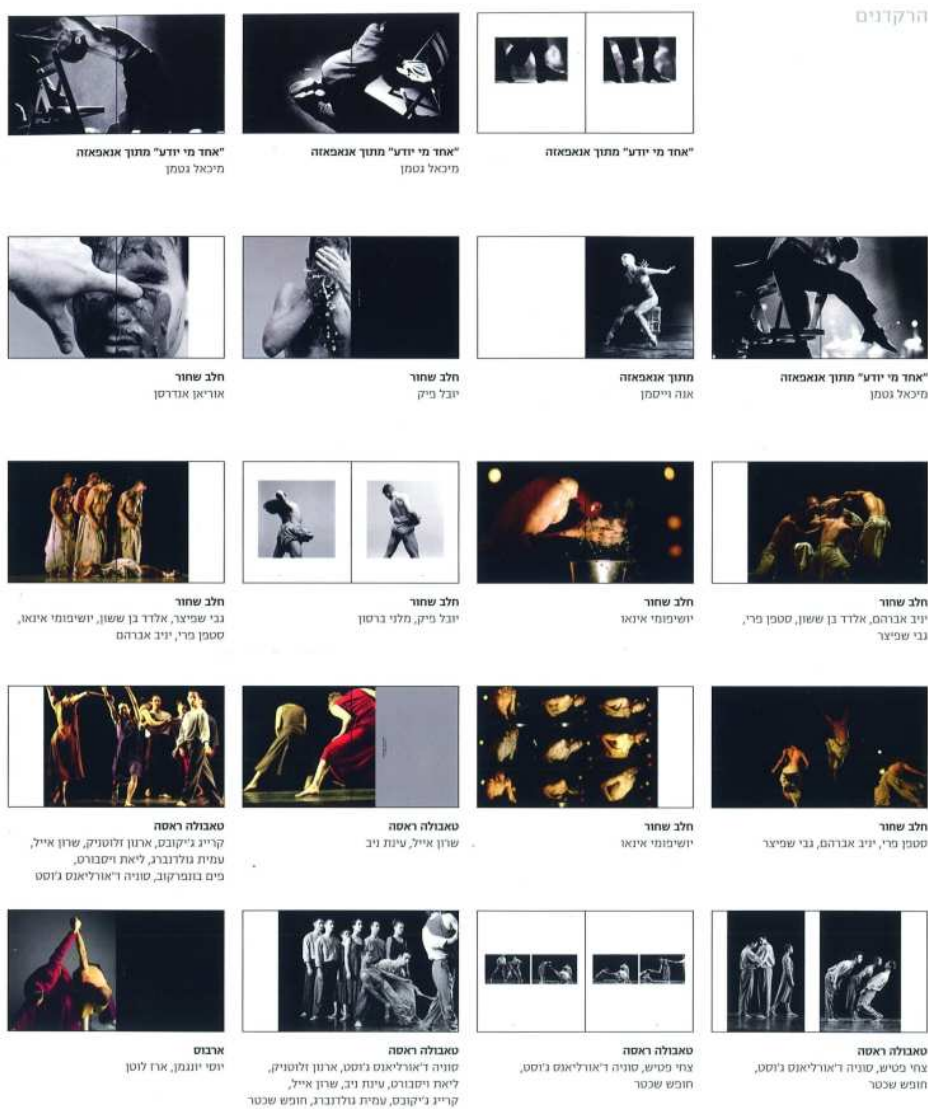 הרקדנים
"אחד מי יודע" מתוך אנאפאזה
"אחד מי יודע" מתוך אנאפאזה
מיכאל גטמן
"אחד מי יודע" מתוך אנאפאזה
מיכאל גטמן
"אחד מי יודע" מתוך אנאפאזה
מיכאל גטמן
מתוך אנאפאזה
אנה וייסמן
חלב שחור
יובל פיק
חלב שחור
אוריאן אנדרסן
חלב שחור
יניב אברהם, אלדד בן ששון, סטפן פרי,
גבי שפיצר
חלב שחור
יושיפומי אינאו
חלב שחור
יובל פיק, מלני ברסון
חלב שחור
גבי שפיצר, אלדד בן ששון, יושיפומי אינאו,
סטפן פרי, יניב אברהם
חלב שחור
סטפן פרי, יניב אברהם, גבי שפיצר
חלב שחור
יושיפומי אינאו
טאבולה ראסה
שרון אייל, עינת ניב
טאבולה ראסה
קרייג ג'יקובס, ארנון זלוטניק, שרון אייל,
עמית גולדנברג, ליאת ויסבורט,
פים בונפרקוב, סוניה ד'אורליאנס ג'וסט
טאבולה ראסה
צחי פטיש, סוניה ד'אורליאנס ג'וסט,
חופש שכטר
טאבולה ראסה
צחי פטיש, סוניה ד'אורליאנס ג'וסט,
חופש שכטר
טאבולה ראסה
סוניה ד'אורליאנס ג'וסט, ארנון זלוטניק,
ליאת ויסבורט, עינת ניב, שרון אייל,
קרייג ג'יקובס, עמית גולדנברג, חופש שכטר
ארבוס
יוסי יונגמן, ארז לוטן